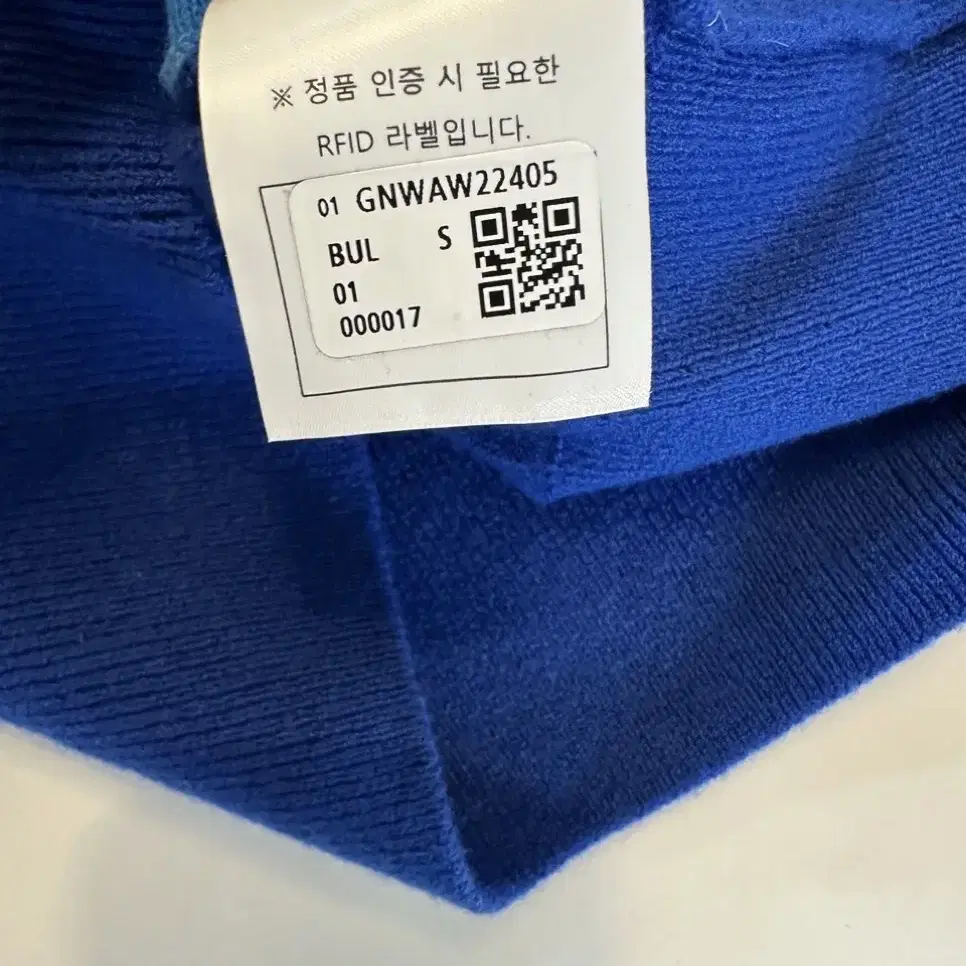 ※ 정품 인증 시 필요한
RFID 라벨입니다.
01 GNWAW22405
BUL S
01
000017